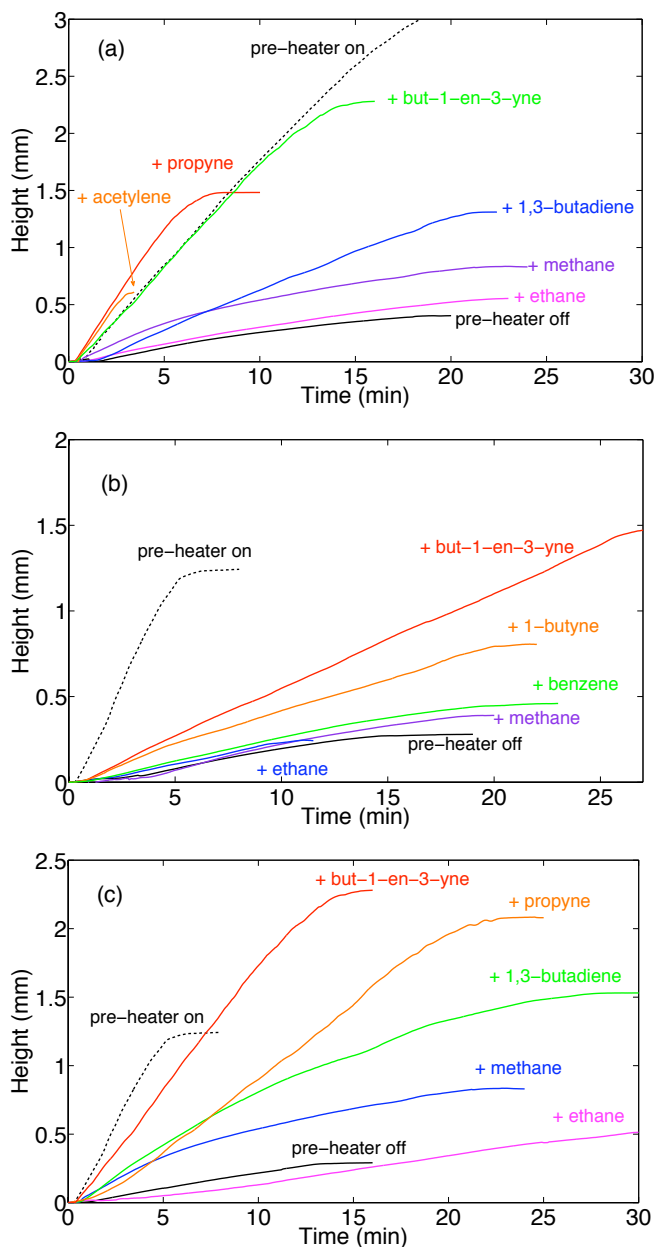 (a)
pre-heater on
+ but-1-en-3-yne
+ propyne
+ acetylene
+ 1,3-butadiene
+ methane
+ ethane
pre-heater off
Height (mm)
3
2.5
2
1.5
1
0.5
0
0 5 10 15 20 25 30
Time (min)
(b)
pre-heater on
+ but-1-en-3-yne
+ 1-butyne
+ benzene
+ methane
pre-heater off
+ ethane
Height (mm)
2
1.5
1
0.5
0
0 5 10 15 20 25
Time (min)
(c)
+ but-1-en-3-yne
+ propyne
+ 1,3-butadiene
pre-heater on
+ methane
+ ethane
pre-heater off
Height (mm)
2.5
2
1.5
1
0.5
0
0 5 10 15 20 25 30
Time (min)